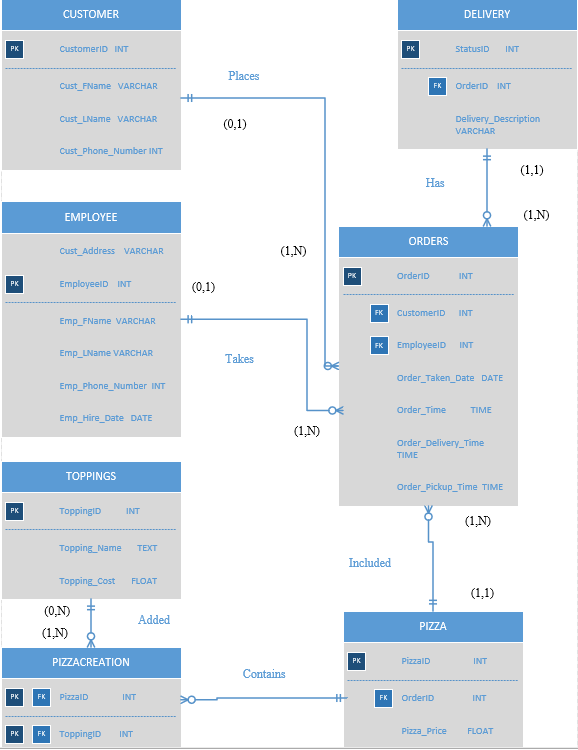 CUSTOMER
PK CustomerID INT
Cust_FName VARCHAR
Cust_LName VARCHAR
Cust_Phone_Number INT
Places
(0,1)
(1,N)
DELIVERY
PK StatusID INT
FK OrderID INT
Delivery_Description
VARCHAR
Has
(1,1)
(1,N)
EMPLOYEE
Cust_Address VARCHAR
PK EmployeeID INT
Emp_FName VARCHAR
Emp_LName VARCHAR
Emp_Phone_Number INT
Emp_Hire_Date DATE
(0,1)
Takes
(1,N)
ORDERS
PK OrderID INT
FK CustomerID INT
FK EmployeeID INT
Order_Taken_Date DATE
Order_Time TIME
Order_Delivery_Time
TIME
Order_Pickup_Time TIME
(1,N)
Included
(1,1)
TOPPINGS
PK ToppingID INT
Topping_Name TEXT
Topping_Cost FLOAT
(0,N)
Added
(1,N)
PIZZACREATION
PK FK PizzaID INT
PK FK ToppingID INT
Contains
PIZZA
PK PizzaID INT
FK OrderID INT
Pizza_Price FLOAT